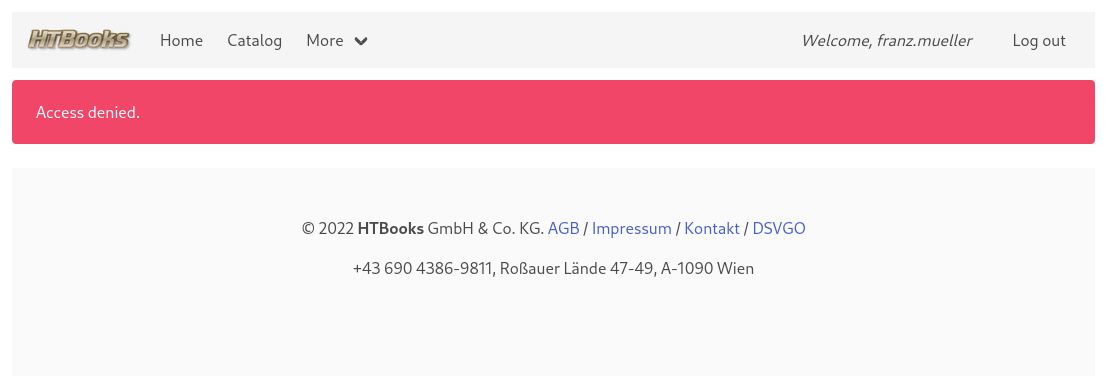 HTBooks Home Catalog More Welcome, franz.mueller Log out
Access denied.
© 2022 HTBooks GmbH & Co. KG. AGB / Impressum / Kontakt / DSVGO
+43 690 4386-9811, Roßauer Lände 47-49, A-1090 Wien